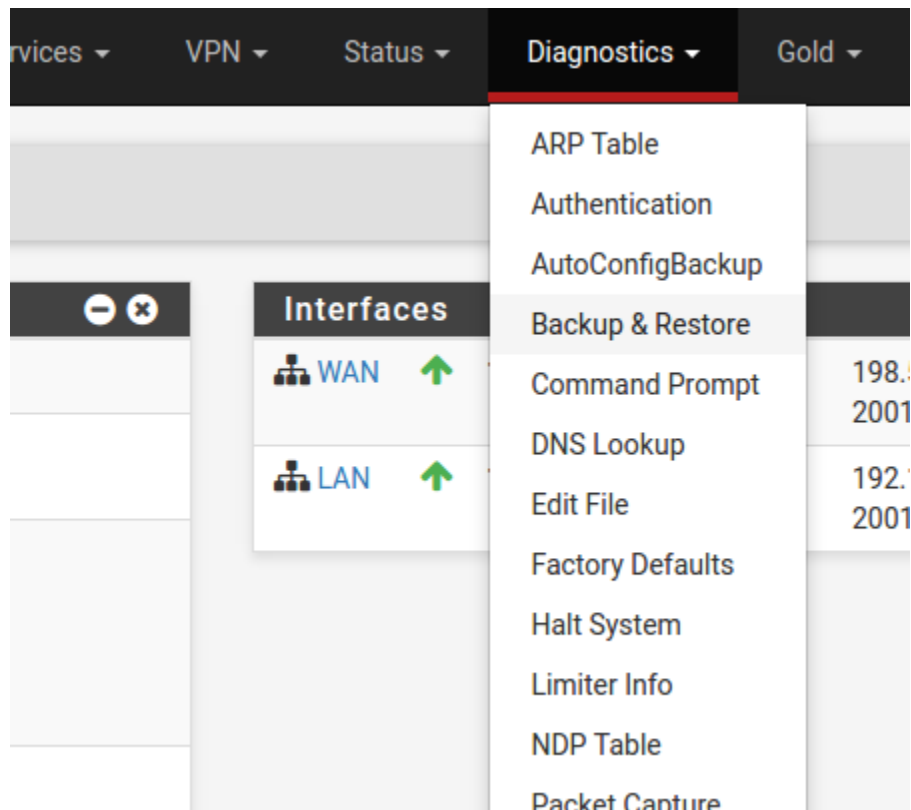 VPN Status Diagnostics Gold
ARP Table
Authentication
AutoConfigBackup
Interfaces
Backup & Restore
WAN
Command Prompt
DNS Lookup
LAN
Edit File
Factory Defaults
Halt System
Limiter Info
NDP Table
Packet Capture